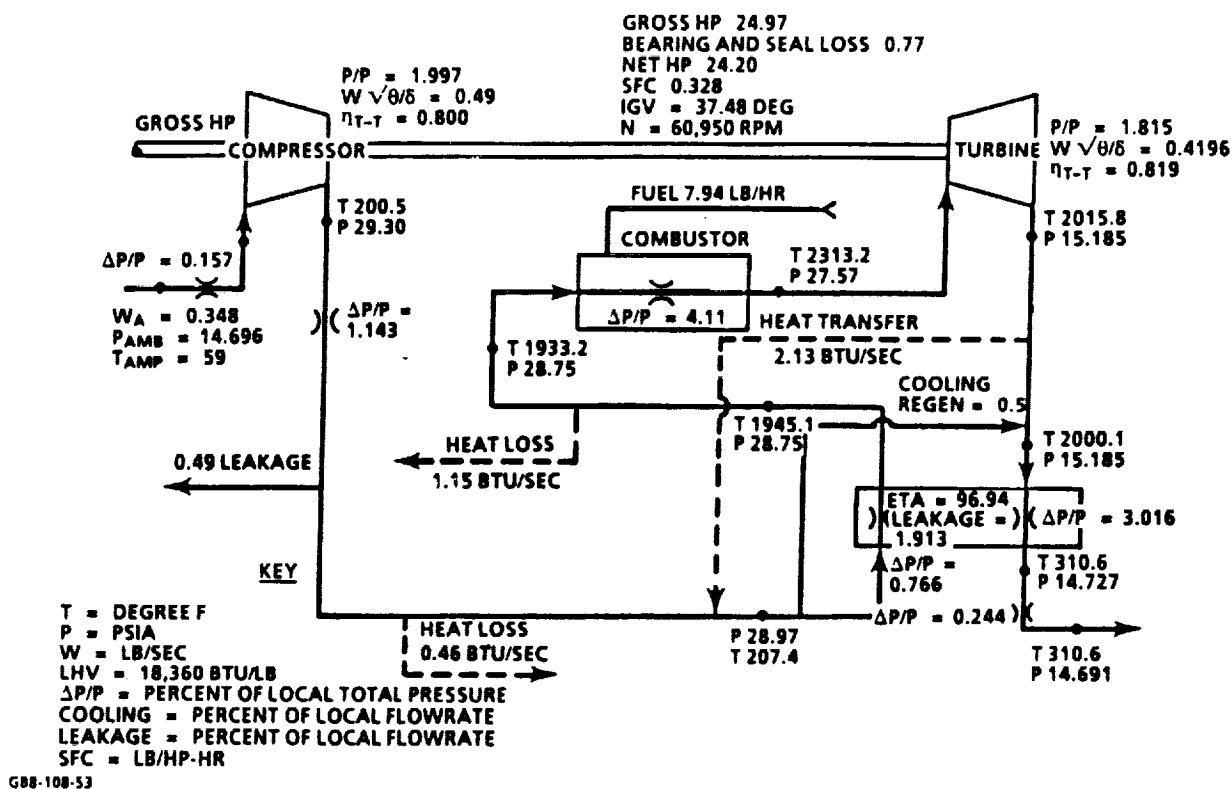 GROSS HP 24.97
BEARING AND SEAL LOSS 0.77
NET HP 24.20
SFC 0.328
IGV = 37.48 DEG
N = 60,950 RPM
P/P = 1.997
W √θ/δ = 0.49
ηT-T = 0.800
GROSS HP
COMPRESSOR
TURBINE
P/P = 1.815
W √θ/δ = 0.4196
ηT-T = 0.819
FUEL 7.94 LB/HR
T 200.5
P 29.30
COMBUSTOR
T 2015.8
P 15.185
ΔP/P = 0.157
T 2313.2
P 27.57
WA = 0.348
PAMB = 14.696
TAMP = 59
ΔP/P =
1.143
ΔP/P = 4.11
HEAT TRANSFER
2.13 BTU/SEC
T 1933.2
P 28.75
COOLING
REGEN = 0.5
T 1945.1
P 28.75
HEAT LOSS
1.15 BTU/SEC
T 2000.1
P 15.185
0.49 LEAKAGE
ETA = 96.94
LEAKAGE =
1.913
ΔP/P = 3.016
ΔP/P =
0.766
T 310.6
P 14.727
KEY
T = DEGREE F
P = PSIA
W = LB/SEC
LHV = 18,360 BTU/LB
ΔP/P = PERCENT OF LOCAL TOTAL PRESSURE
COOLING = PERCENT OF LOCAL FLOWRATE
LEAKAGE = PERCENT OF LOCAL FLOWRATE
SFC = LB/HP-HR
HEAT LOSS
0.46 BTU/SEC
P 28.97
T 207.4
ΔP/P = 0.244
T 310.6
P 14.691
GB8-108-53